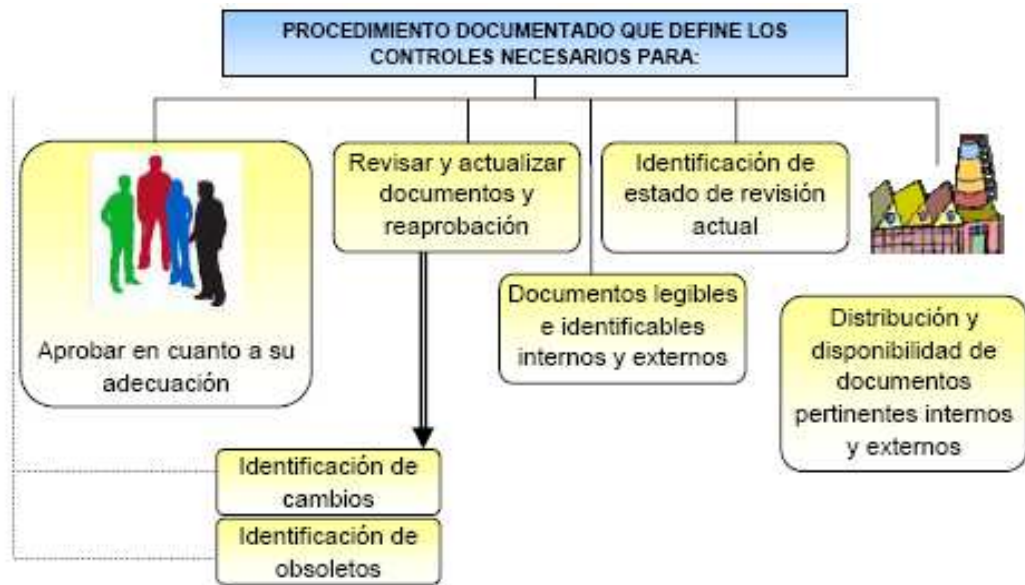 PROCEDIMIENTO DOCUMENTADO QUE DEFINE LOS
CONTROLES NECESARIOS PARA:
Aprobar en cuanto a su
adecuación
Revisar y actualizar
documentos y
reaprobación
Identificación de
estado de revisión
actual
Documentos legibles
e identificables
internos y externos
Distribución y
disponibilidad de
documentos
pertinentes internos
y externos
Identificación de
cambios
Identificación de
obsoletos